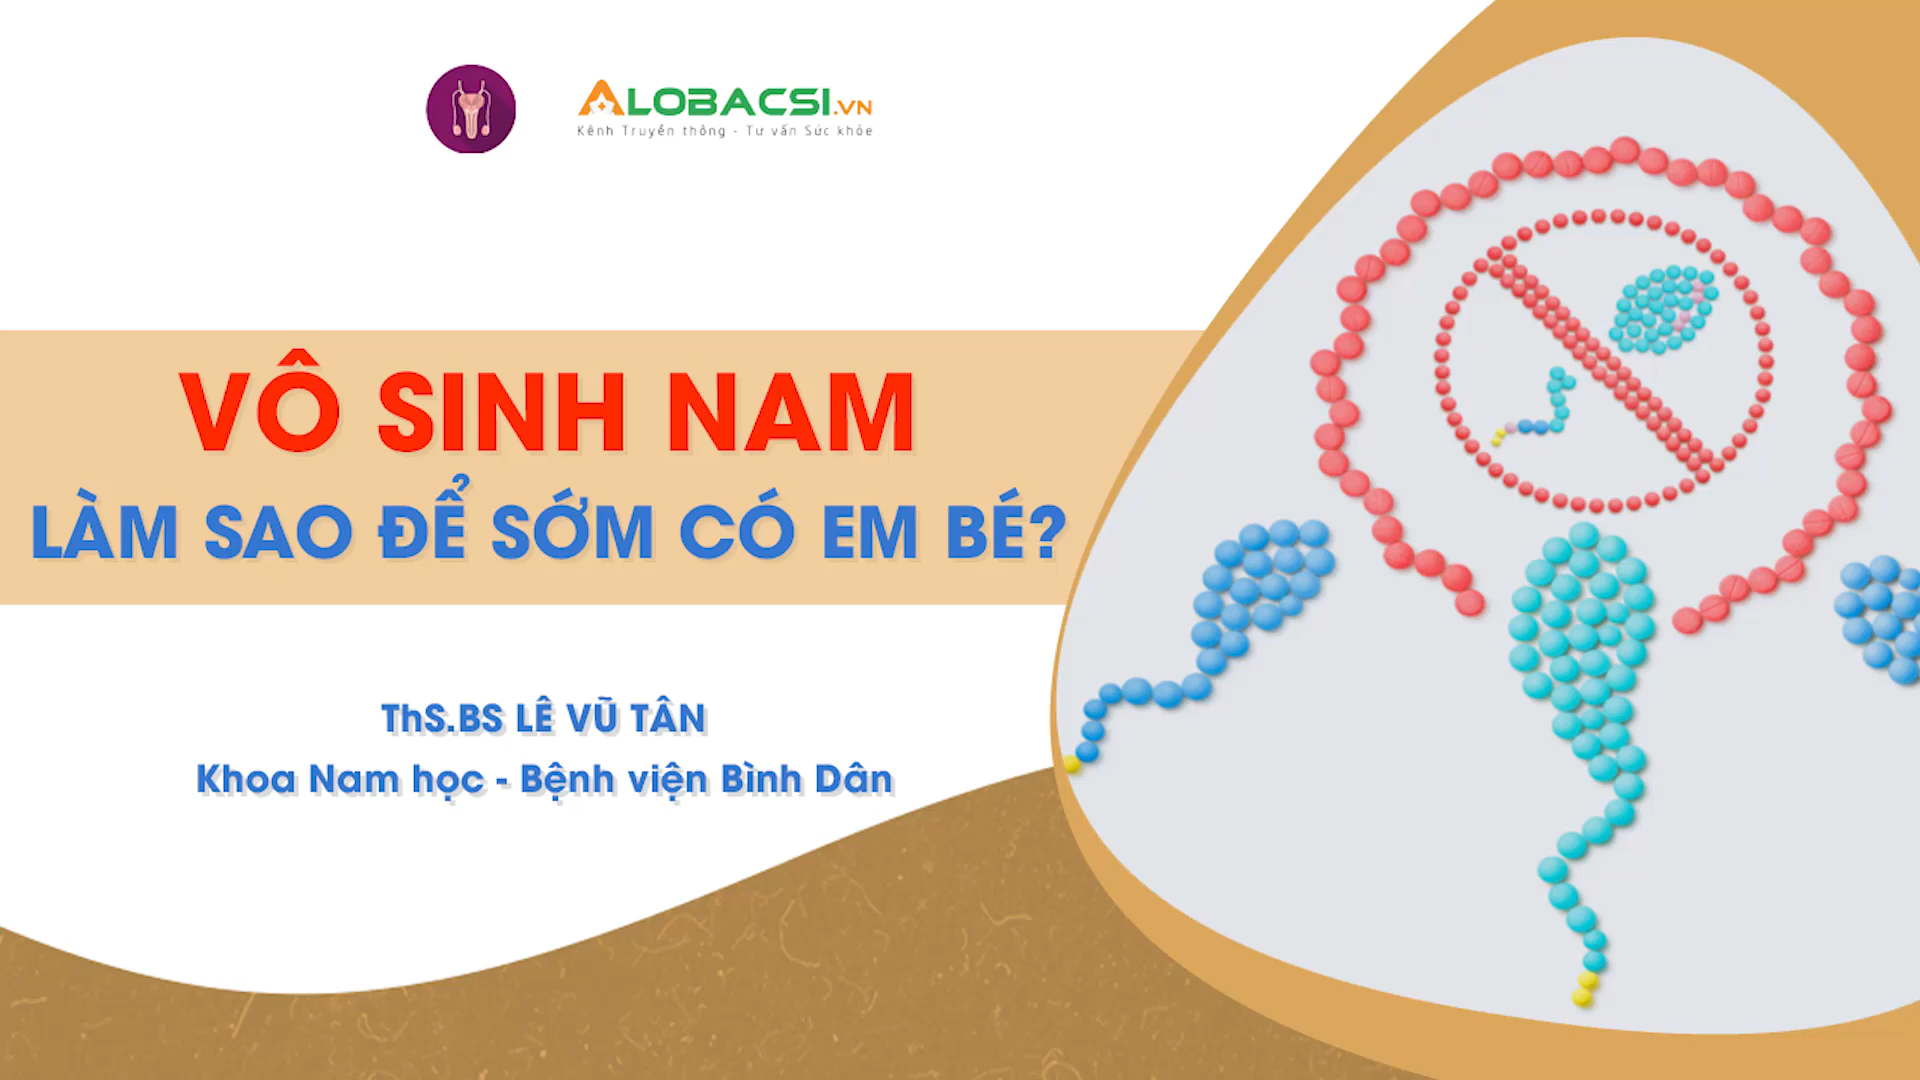 ALOBACSI.VN
Kênh Truyền thông - Tư vấn Sức khỏe
VÔ SINH NAM
LÀM SAO ĐỂ SỚM CÓ EM BÉ?
ThS.BS LÊ VŨ TÂN
Khoa Nam học - Bệnh viện Bình Dân